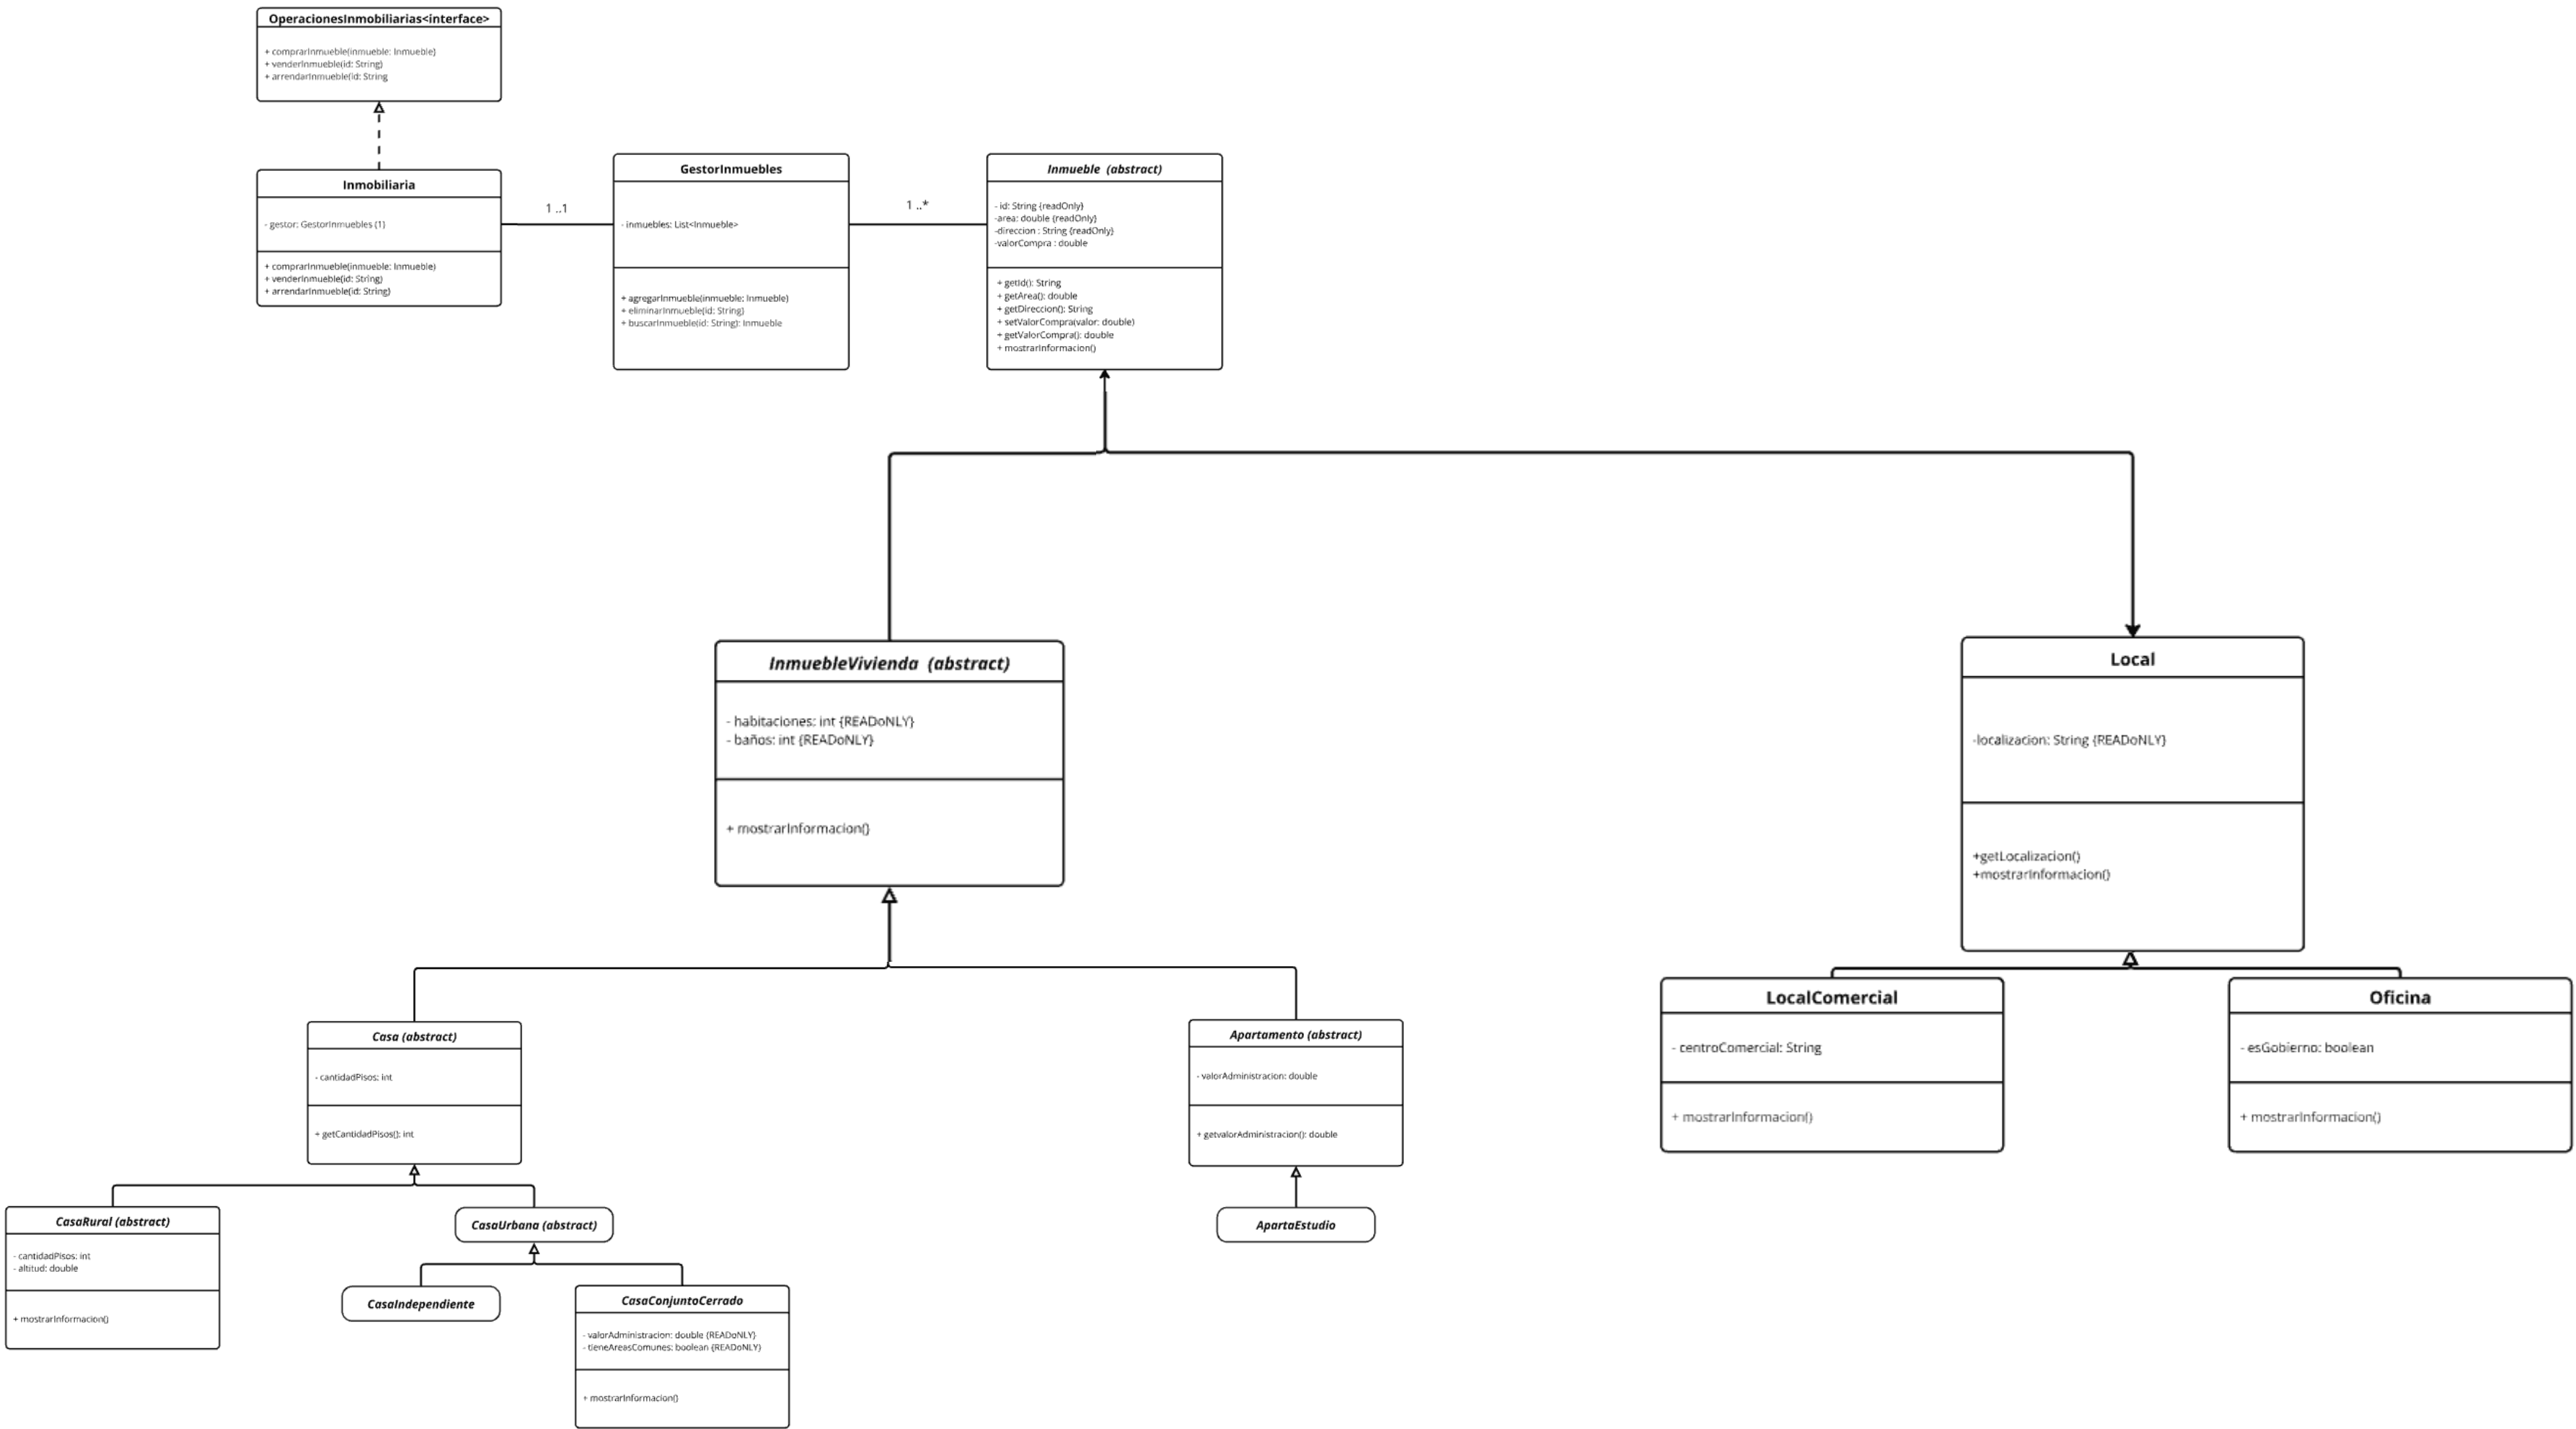 OperacionesInmobiliarias<interface>
+ comprarInmueble(inmueble: Inmueble)
+ venderInmueble(id: String)
+ arrendarInmueble(id: String
Inmobiliaria
- gestor: GestorInmuebles (1)
+ comprarInmueble(inmueble: Inmueble)
+ venderInmueble(id: String)
+ arrendarInmueble(id: String)
1 ..1
GestorInmuebles
- inmuebles: List<Inmueble>
+ agregarInmueble(inmueble: Inmueble)
+ eliminarInmueble(id: String)
+ buscarInmueble(id: String): Inmueble
1 ..*
Inmueble (abstract)
- id: String {readOnly}
-area: double {readOnly}
-direccion : String {readOnly}
-valorCompra : double
+ getId(): String
+ getArea(): double
+ getDireccion(): String
+ setValorCompra(valor: double)
+ getValorCompra(): double
+ mostrarInformacion()
InmuebleVivienda (abstract)
- habitaciones: int {READoNLY}
- baños: int {READoNLY}
+ mostrarInformacion()
Local
-localizacion: String {READoNLY}
+getLocalizacion()
+mostrarInformacion()
LocalComercial
- centroComercial: String
+ mostrarInformacion()
Oficina
- esGobierno: boolean
+ mostrarInformacion()
Casa (abstract)
- cantidadPisos: int
+ getCantidadPisos(): int
Apartamento (abstract)
- valorAdministracion: double
+ getvalorAdministracion(): double
CasaRural (abstract)
- cantidadPisos: int
- altitud: double
+ mostrarInformacion()
CasaUrbana (abstract)
ApartaEstudio
CasaIndependiente
CasaConjuntoCerrado
- valorAdministracion: double {READoNLY}
- tieneAreasComunes: boolean {READoNLY}
+ mostrarInformacion()